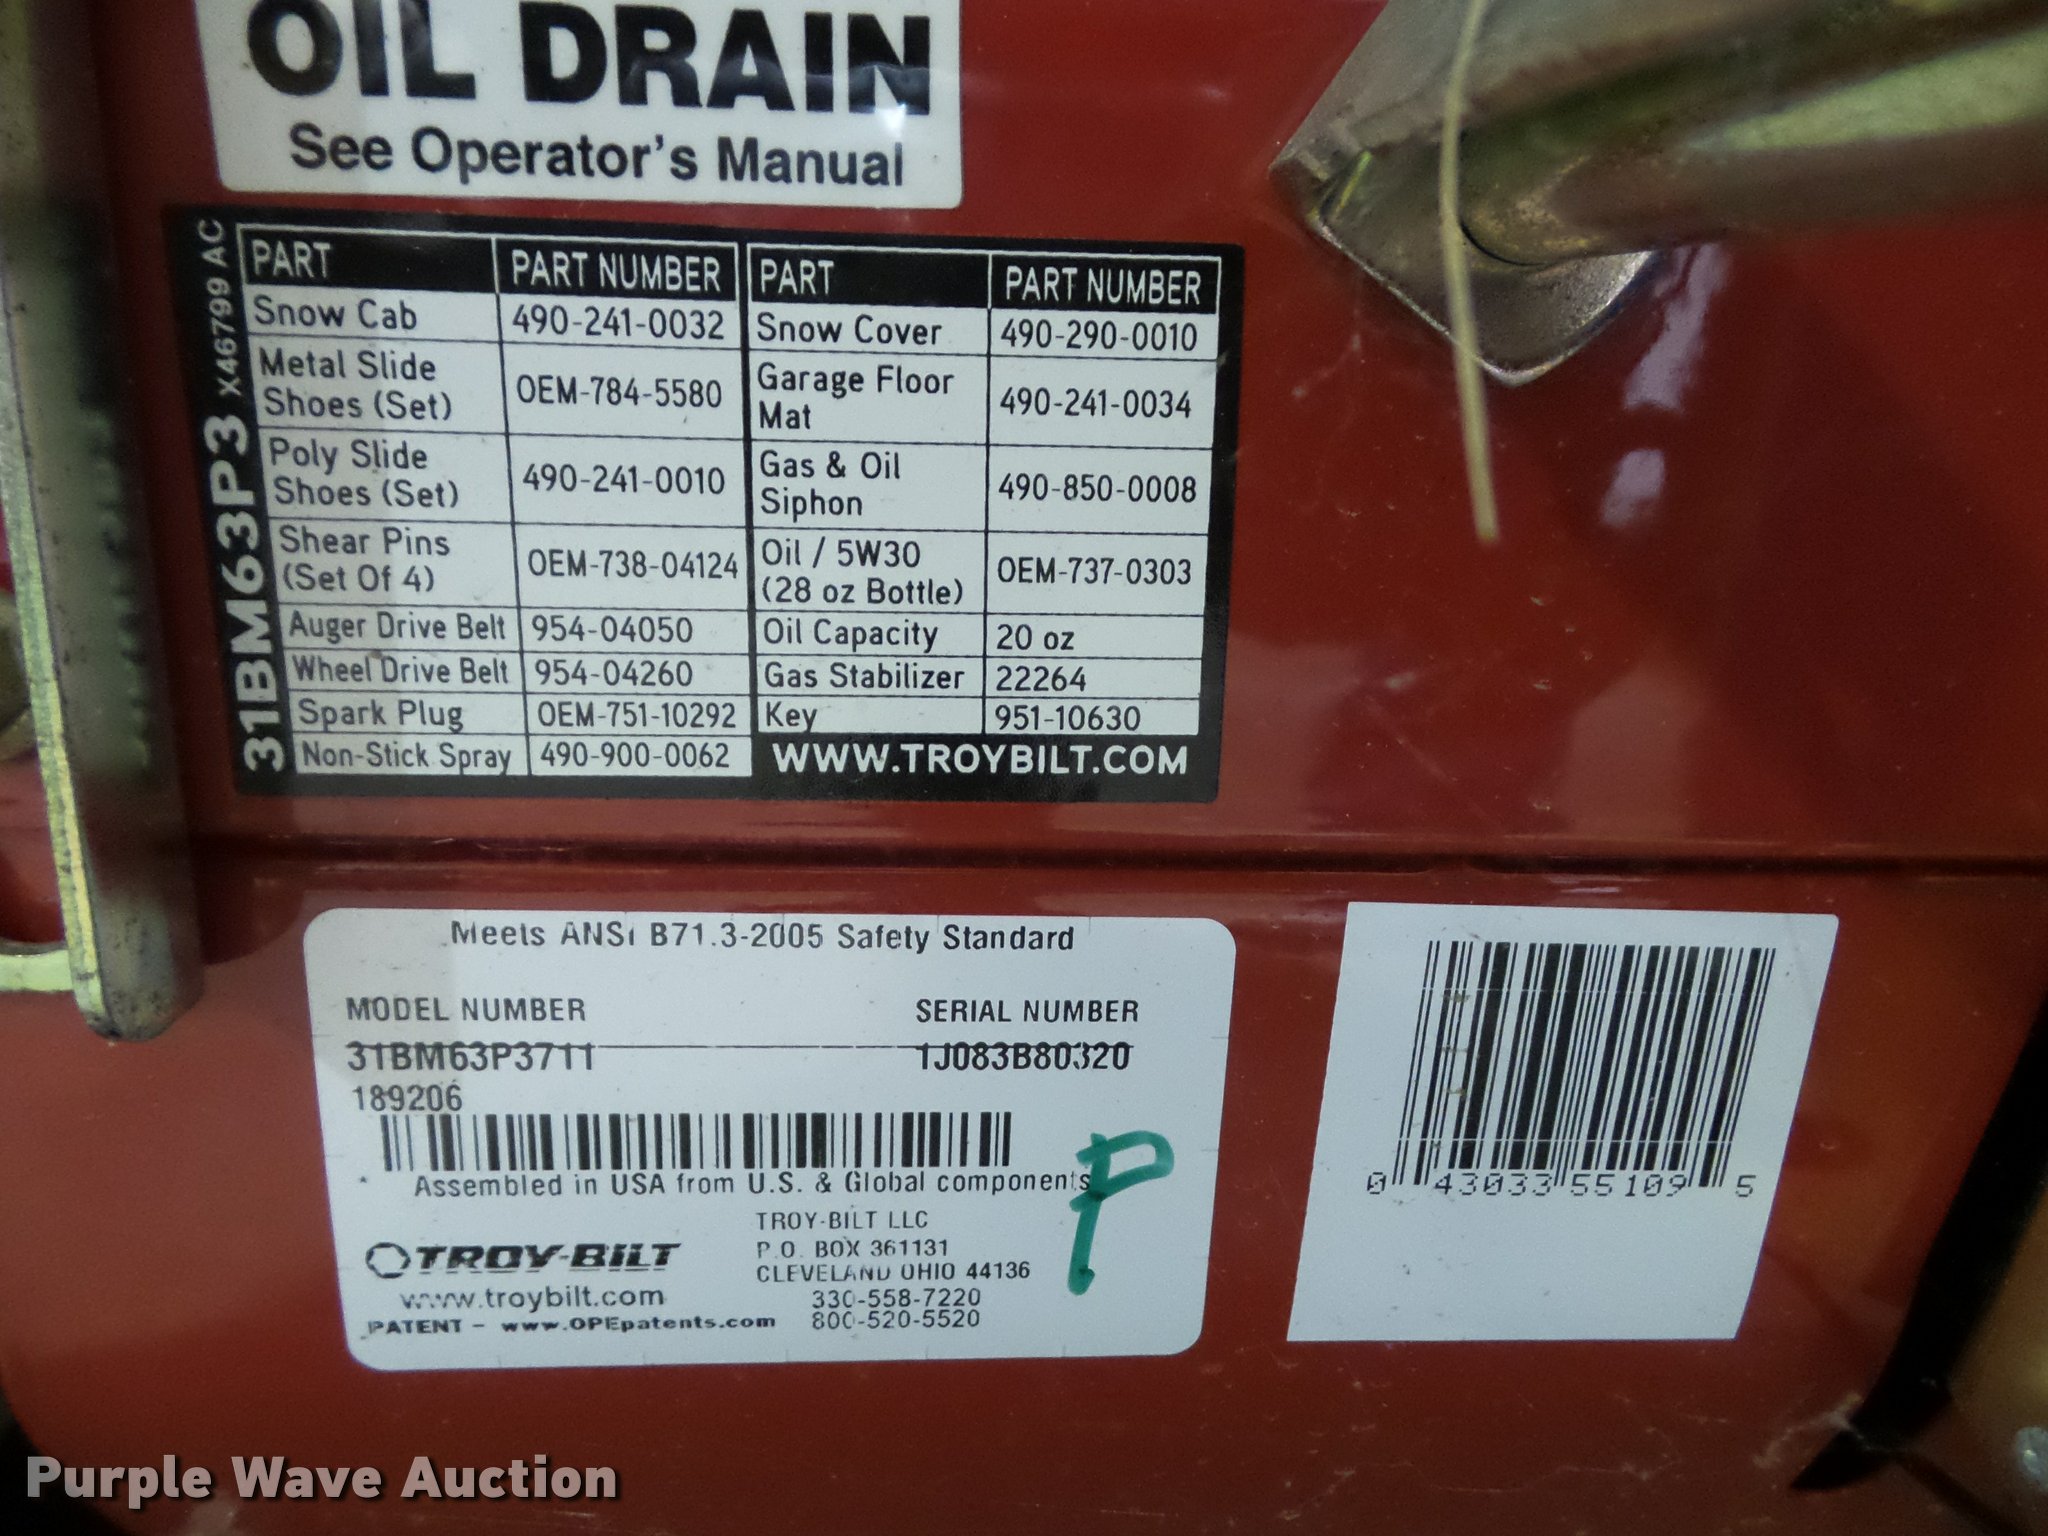 OIL DRAIN
See Operator's Manual
31BM63P3 X46799 AC
PART PART NUMBER PART PART NUMBER
Snow Cab 490-241-0032 Snow Cover 490-290-0010
Metal Slide Shoes (Set) OEM-784-5580 Garage Floor Mat 490-241-0034
Poly Slide Shoes (Set) 490-241-0010 Gas & Oil Siphon 490-850-0008
Shear Pins (Set Of 4) OEM-738-04124 Oil / 5W30 (28 oz Bottle) OEM-737-0303
Auger Drive Belt 954-04050 Oil Capacity 20 oz
Wheel Drive Belt 954-04260 Gas Stabilizer 22264
Spark Plug OEM-751-10292 Key 951-10630
Non-Stick Spray 490-900-0062 WWW.TROYBILT.COM
Meets ANSI B71.3-2005 Safety Standard
MODEL NUMBER SERIAL NUMBER
31BM63P3711 1J083B80320
189206
* Assembled in USA from U.S. & Global components
P
TROY-BILT
www.troybilt.com
PATENT - www.OPEpatents.com
TROY-BILT LLC
P.O. BOX 361131
CLEVELAND OHIO 44136
330-558-7220
800-520-5520
0 43033 55109 5
Purple Wave Auction